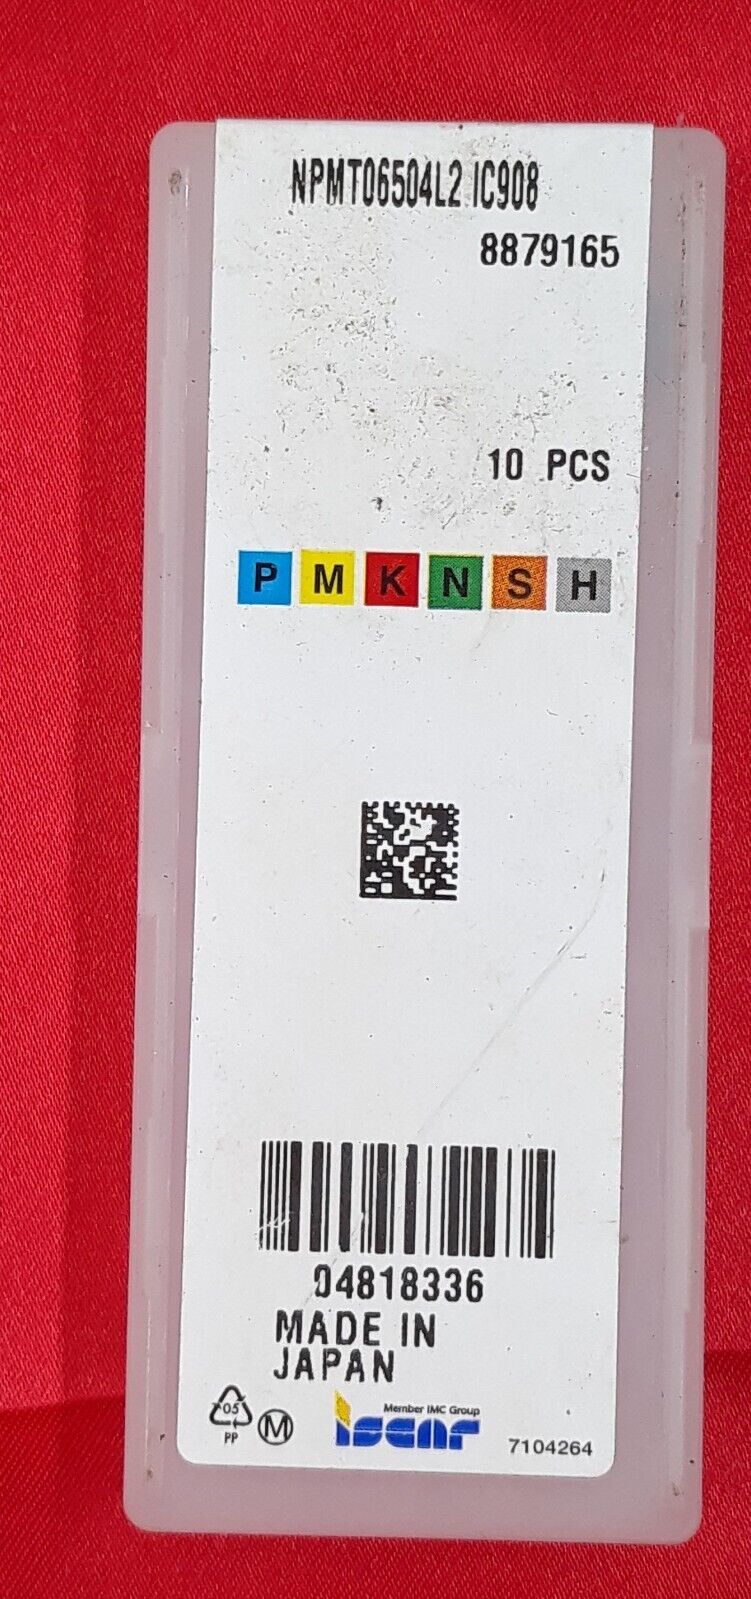 NPMT06504L2 IC908
8879165
10 PCS
P M K N S H
04818336
MADE IN
JAPAN
05
PP
M
Member IMC Group
iscar
7104264